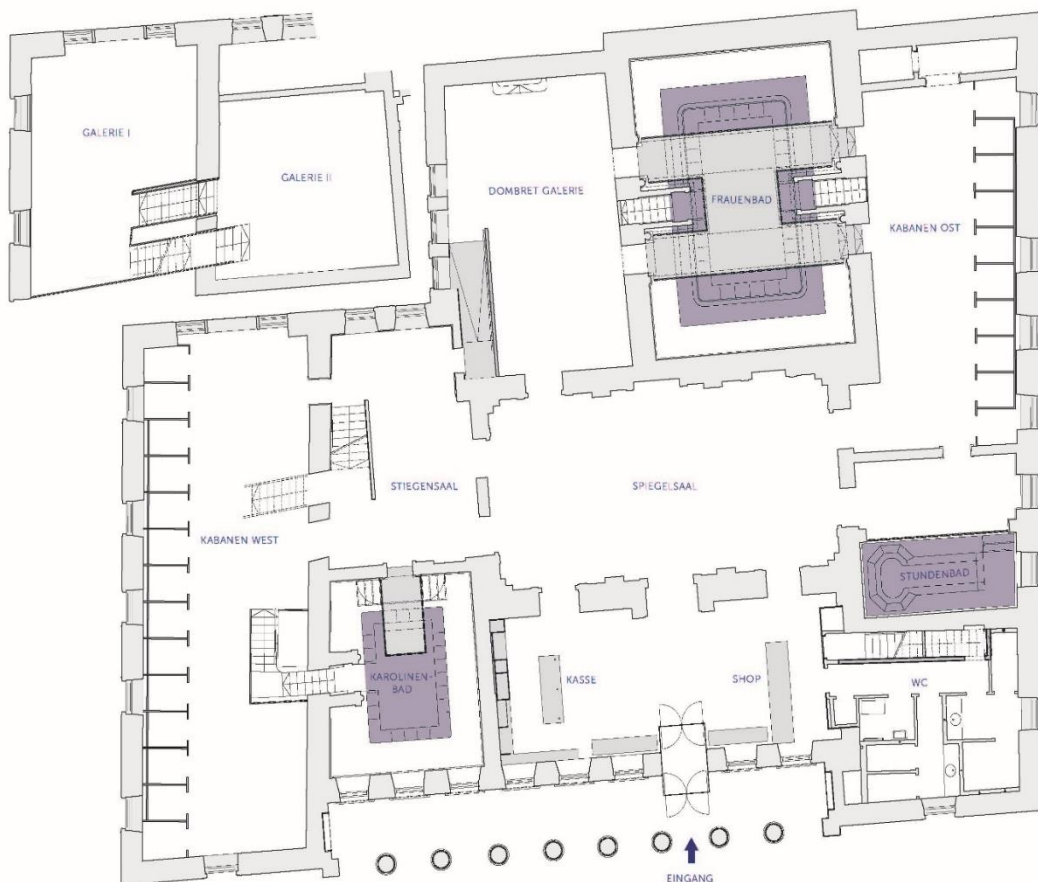 GALERIE I
GALERIE II
DOMBRET GALERIE
FRAUENBAD
KABANEN OST
STIEGENSAAL
SPIEGELSAAL
KABANEN WEST
STUNDENBAD
KAROLINEN-
BAD
KASSE
SHOP
WC
EINGANG